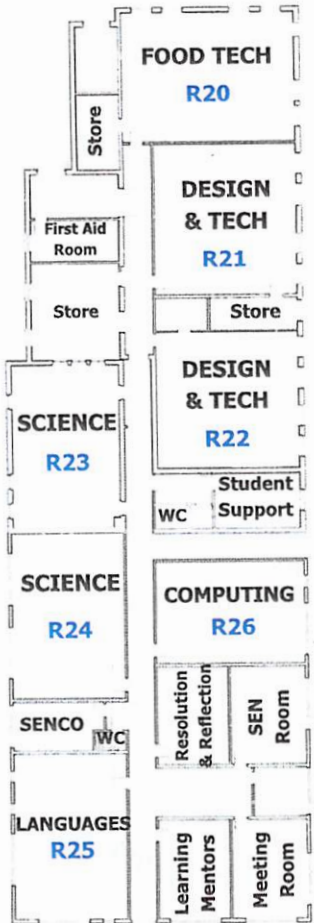 FOOD TECH
R20
Store
DESIGN
& TECH
R21
First Aid
Room
Store
Store
DESIGN
& TECH
R22
SCIENCE
R23
Student
Support
WC
SCIENCE
R24
COMPUTING
R26
Resolution
& Reflection
SEN
Room
SENCO
WC
LANGUAGES
R25
Learning
Mentors
Meeting
Room